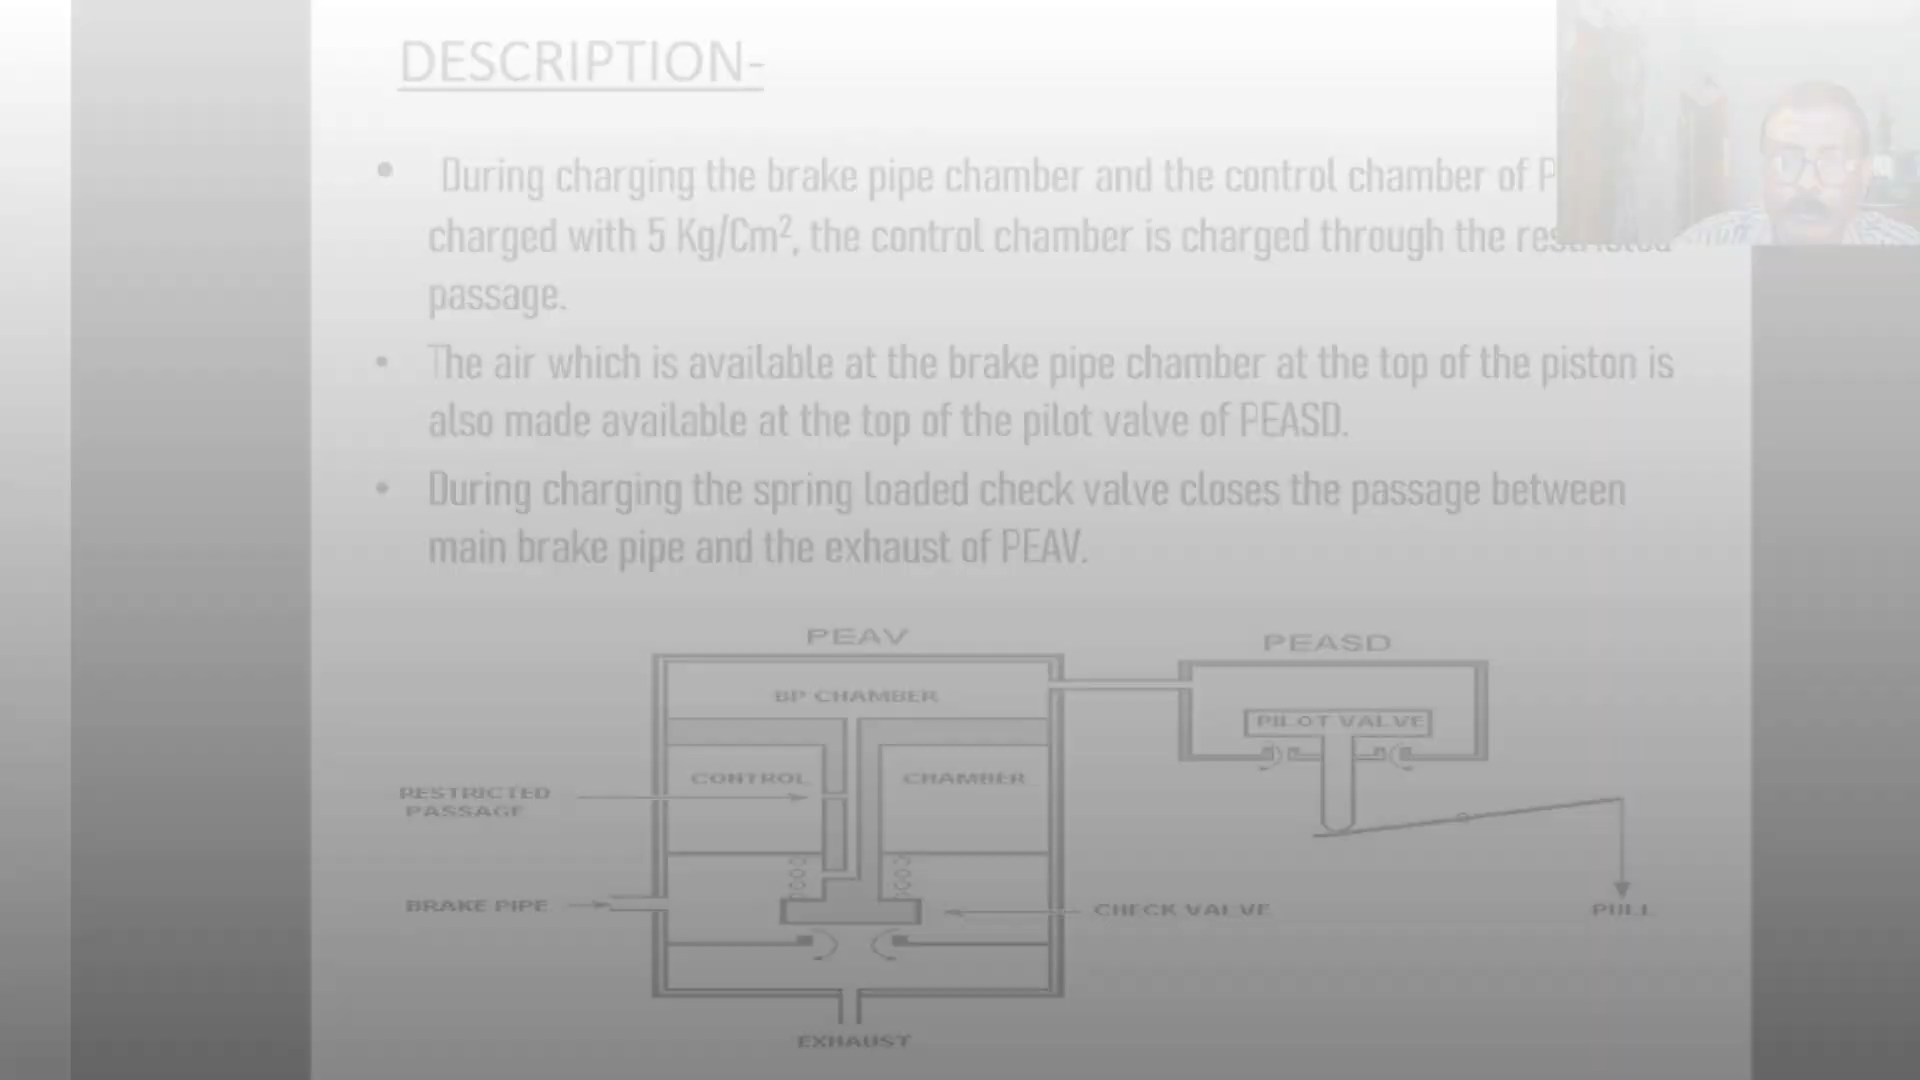 DESCRIPTION-
• During charging the brake pipe chamber and the control chamber of P
charged with 5 Kg/Cm², the control chamber is charged through the restricted
passage.
• The air which is available at the brake pipe chamber at the top of the piston is
also made available at the top of the pilot valve of PEASD.
• During charging the spring loaded check valve closes the passage between
main brake pipe and the exhaust of PEAV.
PEAV
PEASD
BP CHAMBER
PILOT VALVE
CONTROL CHAMBER
RESTRICTED
PASSAGE
BRAKE PIPE
CHECK VALVE
PULL
EXHAUST